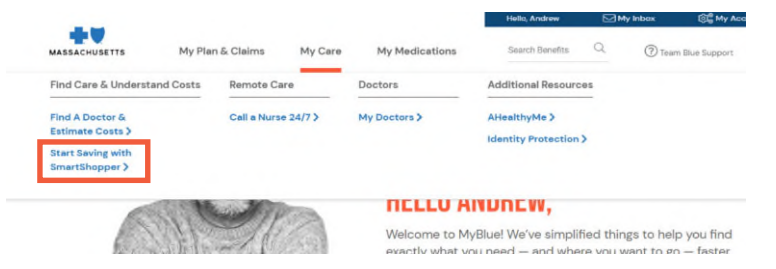 Hello, Andrew My Inbox My Acc
MASSACHUSETTS My Plan & Claims My Care My Medications Search Benefits Team Blue Support
Find Care & Understand Costs Remote Care Doctors Additional Resources
Find A Doctor &
Estimate Costs >
Call a Nurse 24/7 >
My Doctors >
AHealthyMe >
Start Saving with
SmartShopper >
Identity Protection >
HELLO ANDREW,
Welcome to MyBlue! We've simplified things to help you find
exactly what you need — and where you want to go — faster